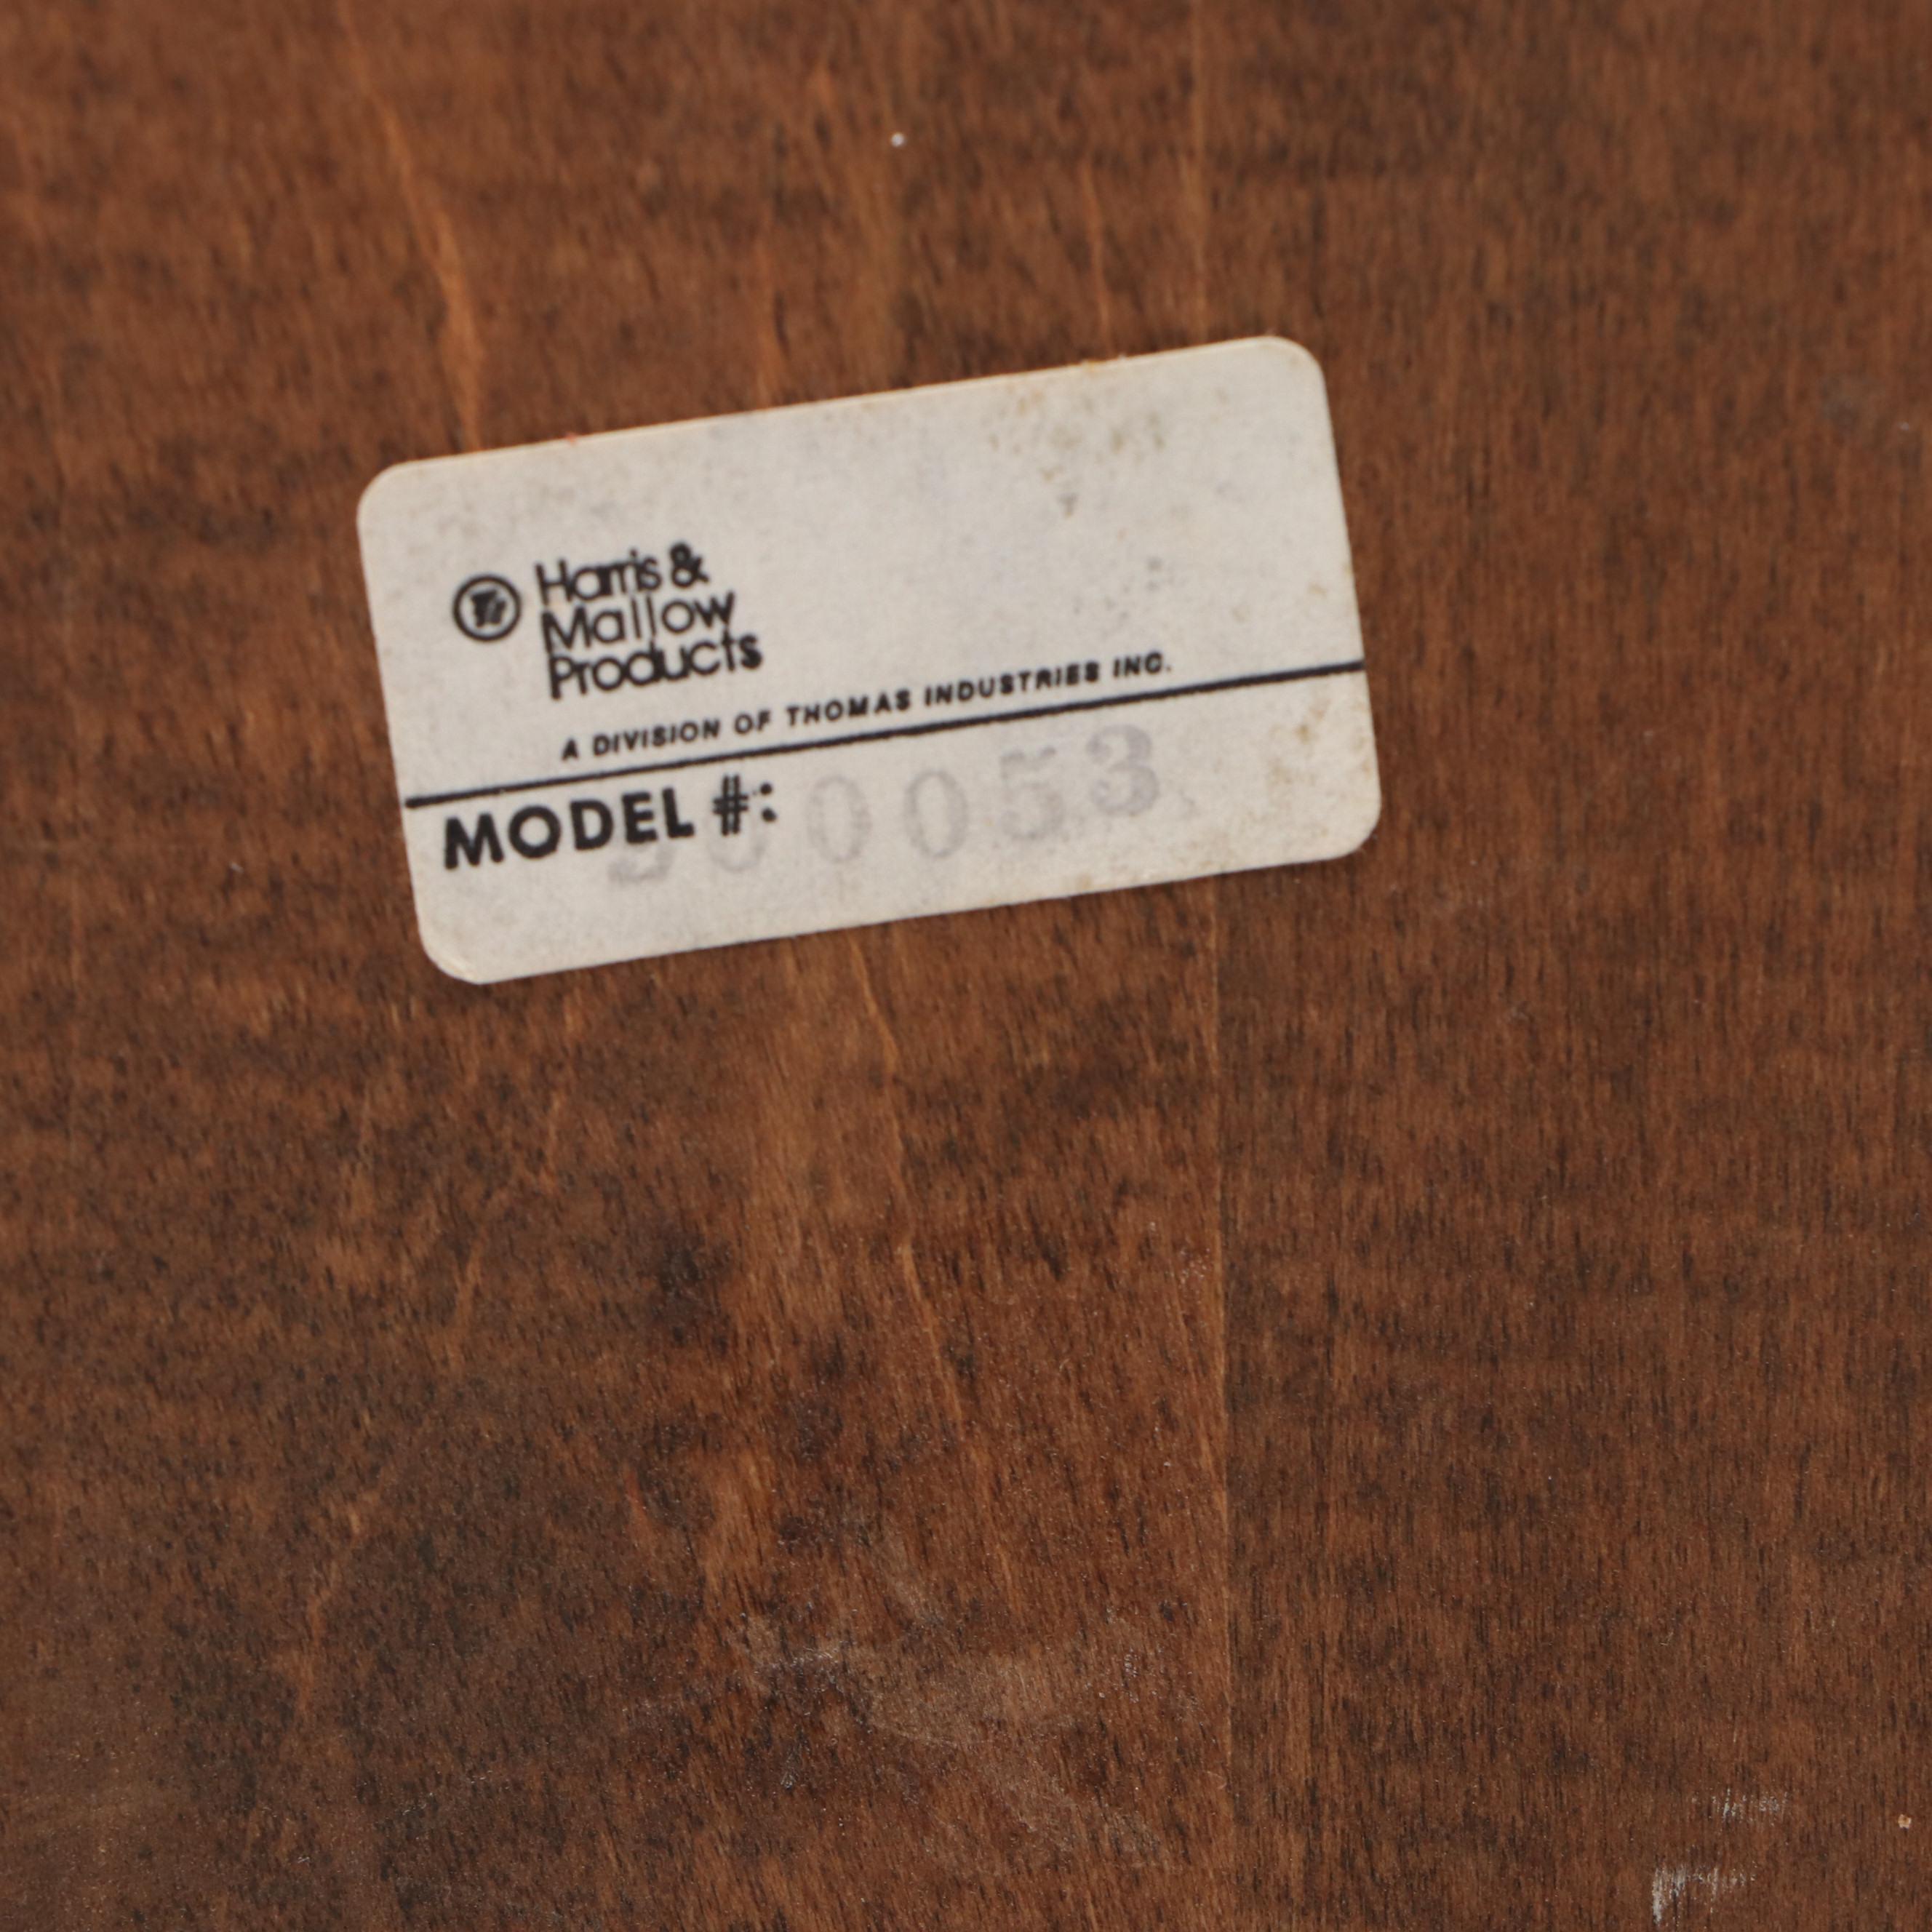 Harris &
Mallow
Products
A DIVISION OF THOMAS INDUSTRIES INC.
MODEL #: